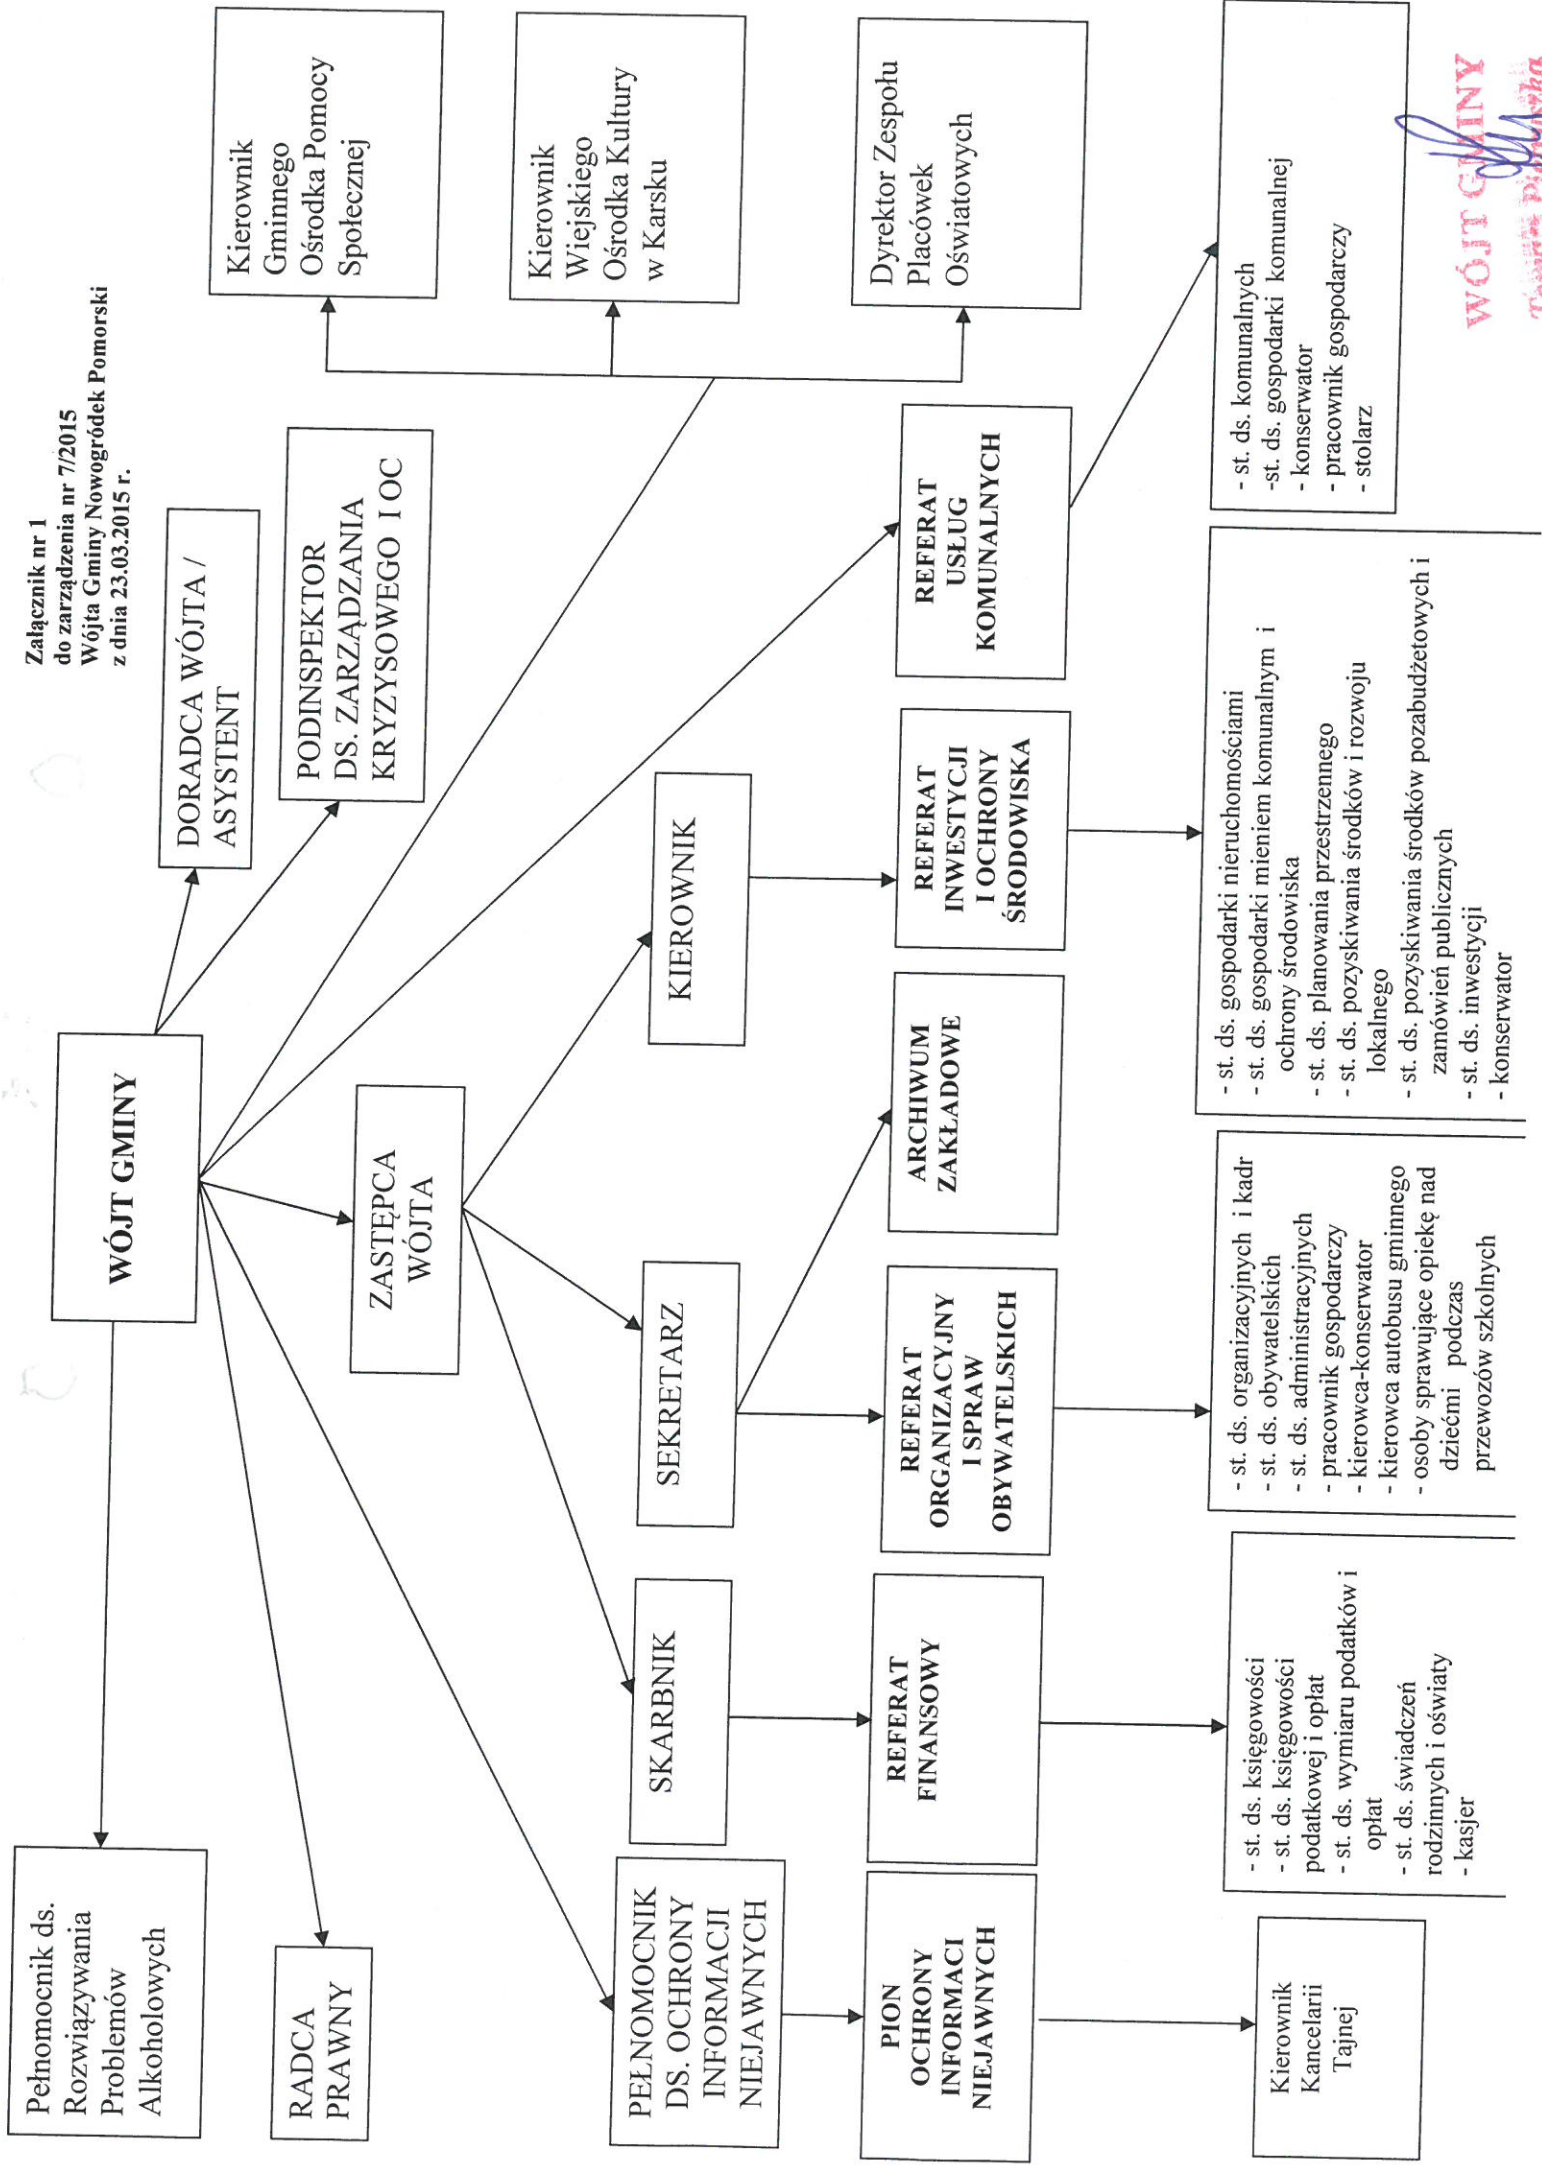 Załącznik nr 1
do zarządzenia nr 7/2015
Wójta Gminy Nowogródek Pomorski
z dnia 23.03.2015 r.
WÓJT GMINY
Pełnomocnik ds.
Rozwiązywania
Problemów
Alkoholowych
RADCA
PRAWNY
DORADCA WÓJTA /
ASYSTENT
PODINSPEKTOR
DS. ZARZĄDZANIA
KRYZYSOWEGO I OC
Kierownik
Gminnego
Ośrodka Pomocy
Społecznej
Kierownik
Wiejskiego
Ośrodka Kultury
w Karsku
Dyrektor Zespołu
Placówek
Oświatowych
ZASTĘPCA
WÓJTA
PEŁNOMOCNIK
DS. OCHRONY
INFORMACJI
NIEJAWNYCH
SKARBNIK
SEKRETARZ
KIEROWNIK
PION
OCHRONY
INFORMACI
NIEJAWNYCH
REFERAT
FINANSOWY
REFERAT
ORGANIZACYJNY
I SPRAW
OBYWATELSKICH
ARCHIWUM
ZAKŁADOWE
REFERAT
INWESTYCJI
I OCHRONY
ŚRODOWISKA
REFERAT
USŁUG
KOMUNALNYCH
Kierownik
Kancelarii
Tajnej
- st. ds. księgowości
- st. ds. księgowości
podatkowej i opłat
- st. ds. wymiaru podatków i
opłat
- st. ds. świadczeń
rodzinnych i oświaty
- kasjer
- st. ds. organizacyjnych i kadr
- st. ds. obywatelskich
- st. ds. administracyjnych
- pracownik gospodarczy
- kierowca-konserwator
- kierowca autobusu gminnego
- osoby sprawujące opiekę nad
dziećmi podczas
przewozów szkolnych
- st. ds. gospodarki nieruchomościami
- st. ds. gospodarki mieniem komunalnym i
ochrony środowiska
- st. ds. planowania przestrzennego
- st. ds. pozyskiwania środków i rozwoju
lokalnego
- st. ds. pozyskiwania środków pozabudżetowych i
zamówień publicznych
- st. ds. inwestycji
- konserwator
- st. ds. komunalnych
-st. ds. gospodarki komunalnej
- konserwator
- pracownik gospodarczy
- stolarz
WÓJT GMINY